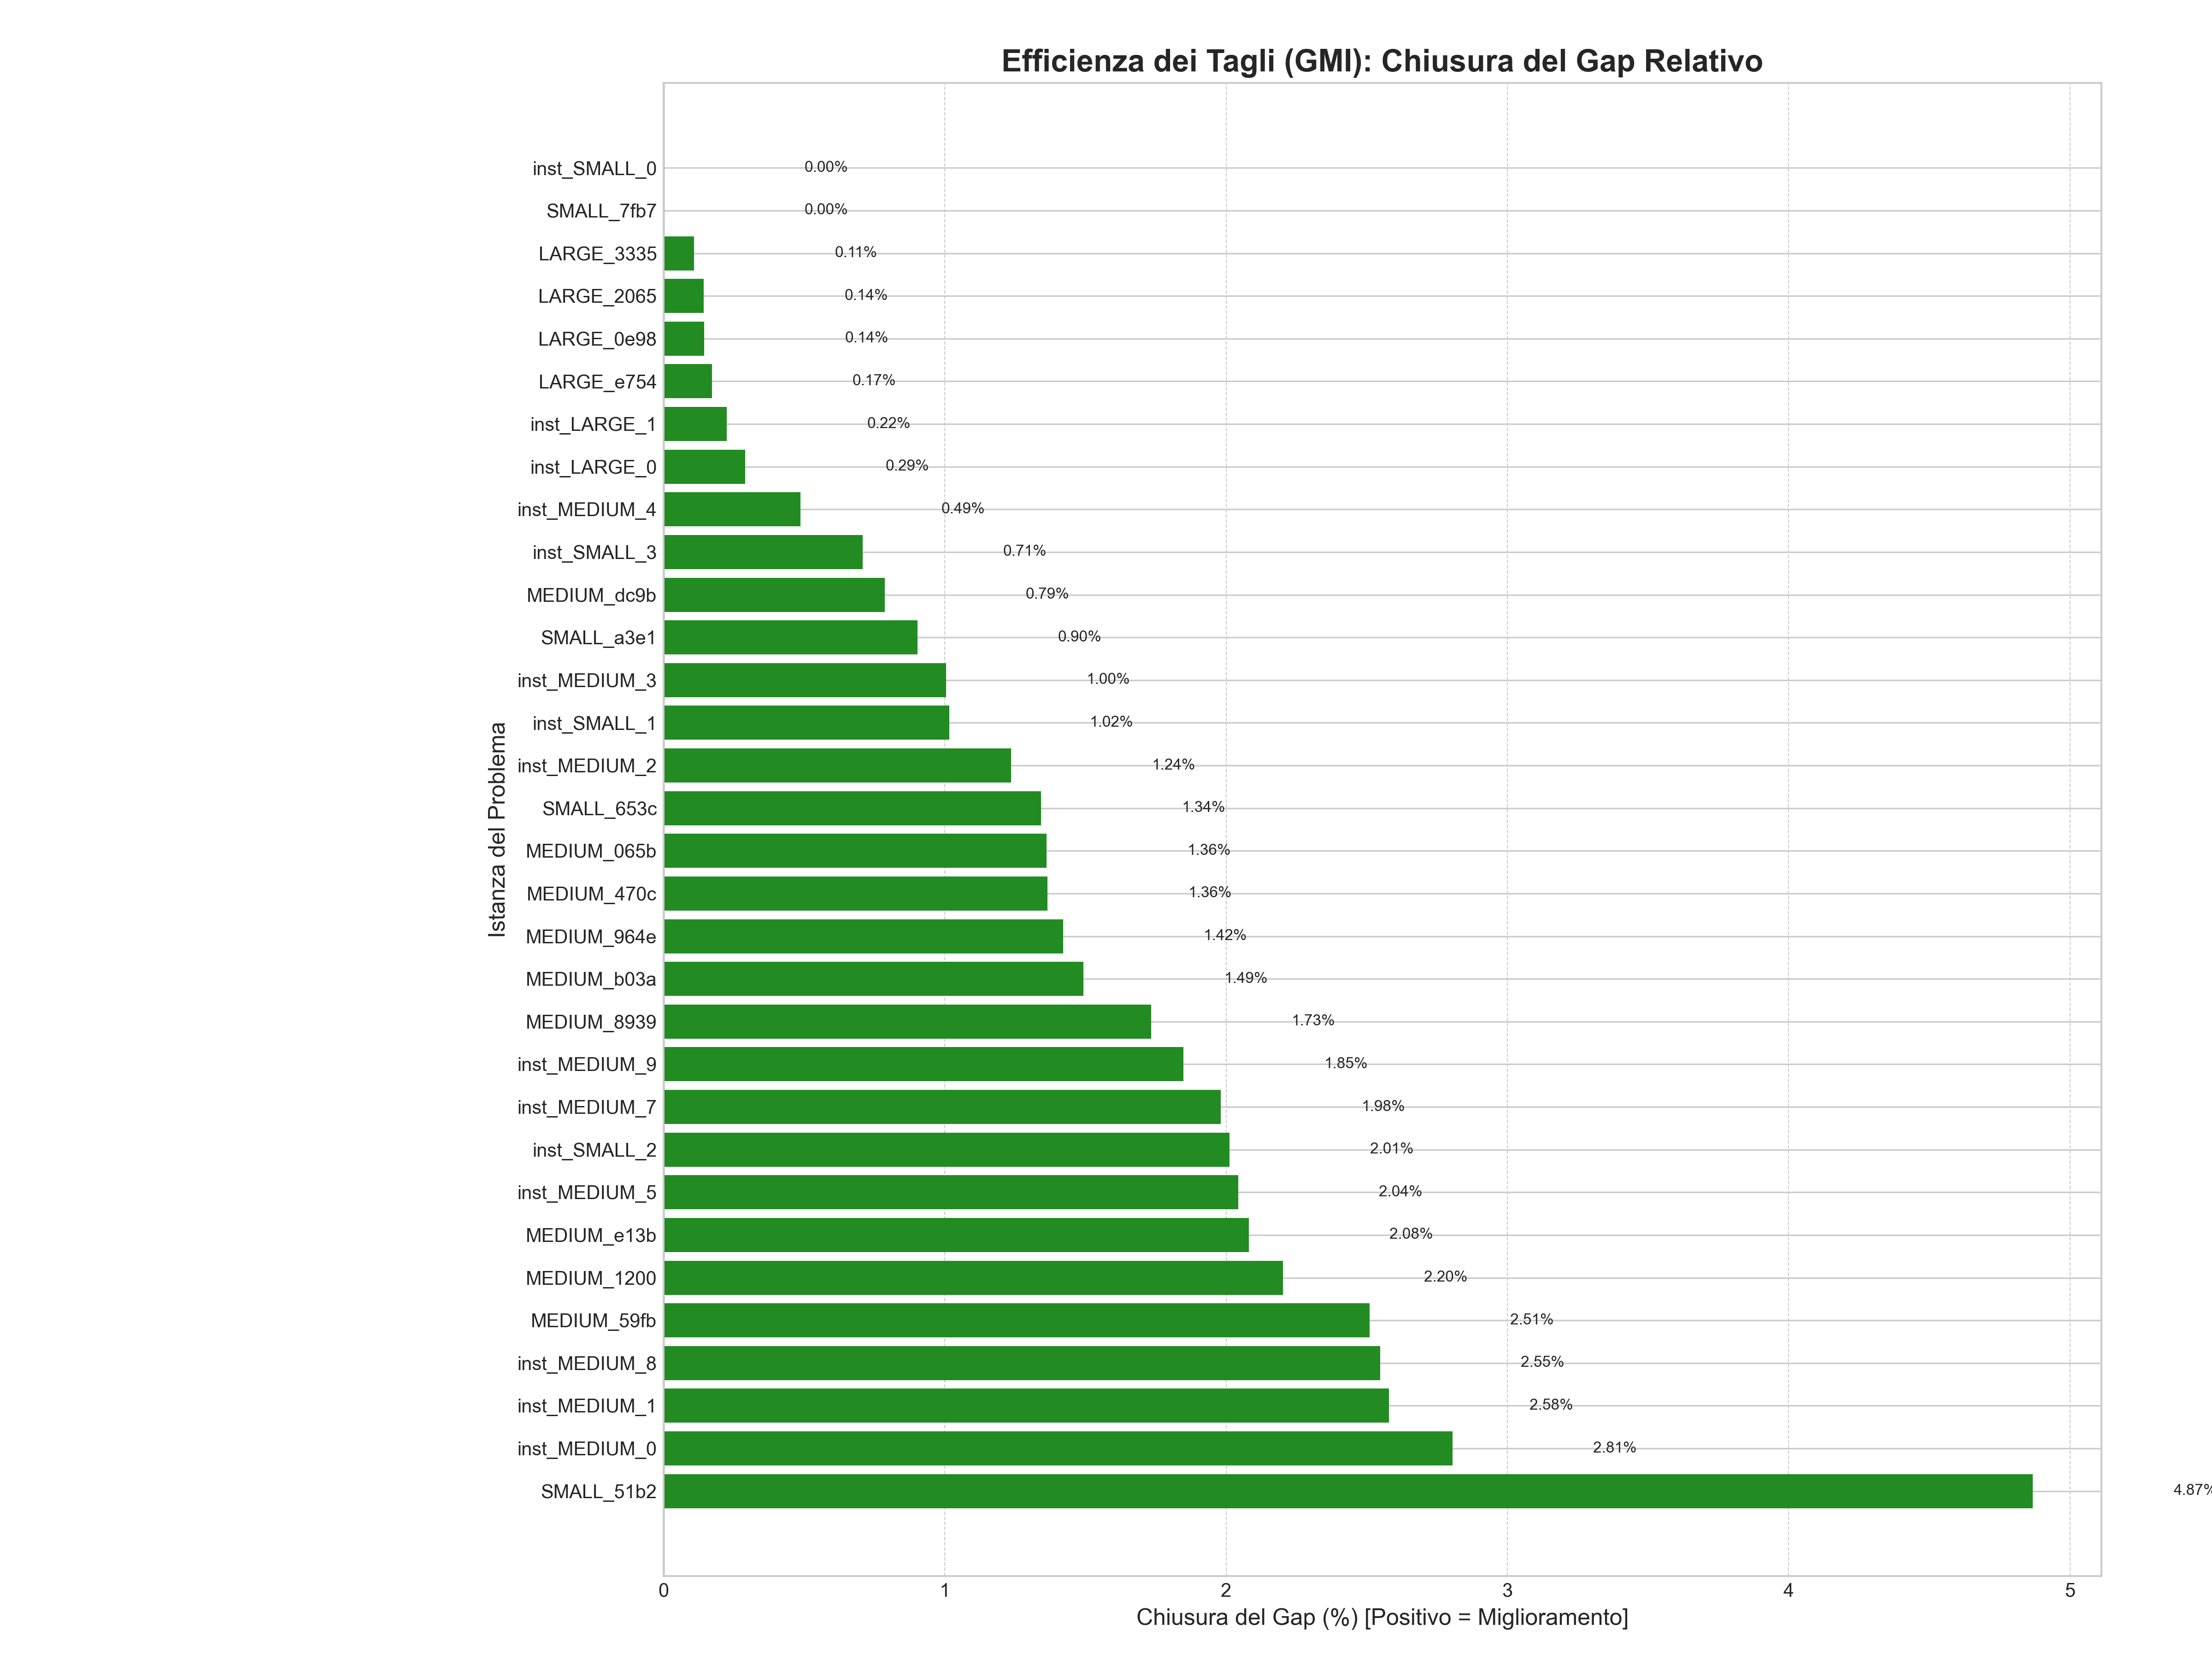 Efficienza dei Tagli (GMI): Chiusura del Gap Relativo
inst_SMALL_0 0.00%
SMALL_7fb7 0.00%
LARGE_3335 0.11%
LARGE_2065 0.14%
LARGE_0e98 0.14%
LARGE_e754 0.17%
inst_LARGE_1 0.22%
inst_LARGE_0 0.29%
inst_MEDIUM_4 0.49%
inst_SMALL_3 0.71%
MEDIUM_dc9b 0.79%
SMALL_a3e1 0.90%
inst_MEDIUM_3 1.00%
inst_SMALL_1 1.02%
inst_MEDIUM_2 1.24%
SMALL_653c 1.34%
MEDIUM_065b 1.36%
MEDIUM_470c 1.36%
MEDIUM_964e 1.42%
MEDIUM_b03a 1.49%
MEDIUM_8939 1.73%
inst_MEDIUM_9 1.85%
inst_MEDIUM_7 1.98%
inst_SMALL_2 2.01%
inst_MEDIUM_5 2.04%
MEDIUM_e13b 2.08%
MEDIUM_1200 2.20%
MEDIUM_59fb 2.51%
inst_MEDIUM_8 2.55%
inst_MEDIUM_1 2.58%
inst_MEDIUM_0 2.81%
SMALL_51b2 4.87%
Istanza del Problema
0 1 2 3 4 5
Chiusura del Gap (%) [Positivo = Miglioramento]